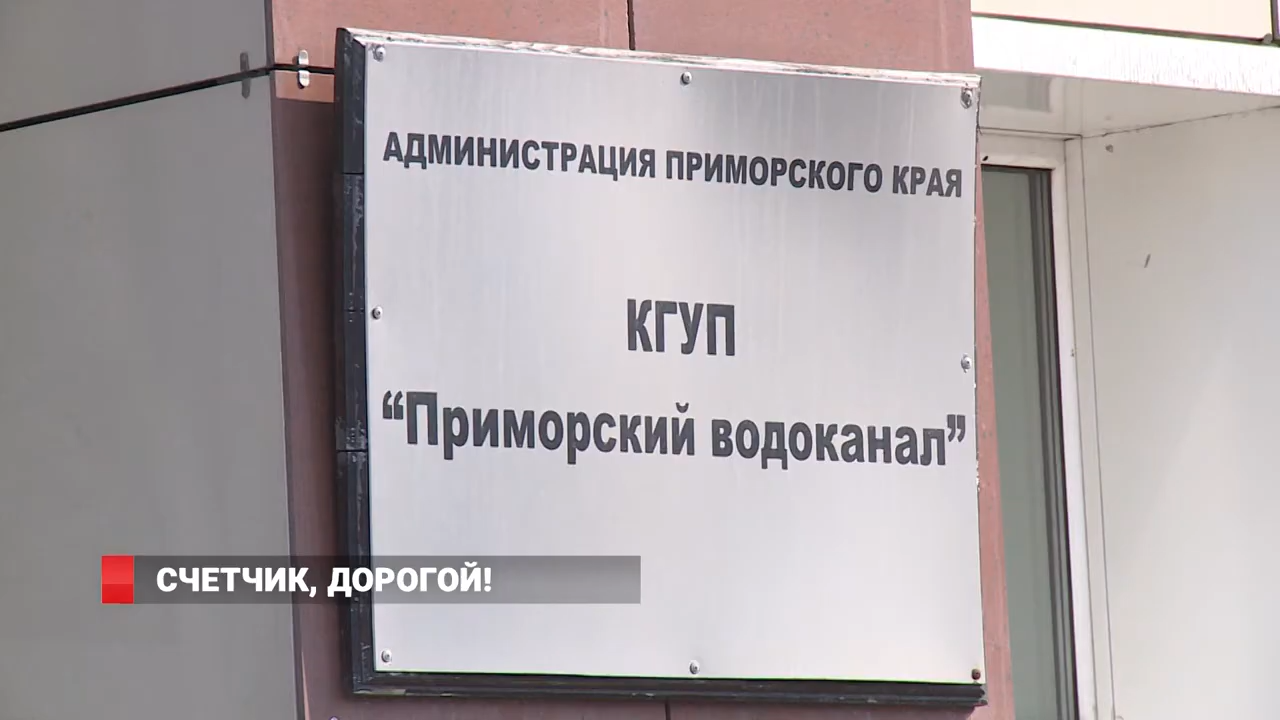 АДМИНИСТРАЦИЯ ПРИМОРСКОГО КРАЯ
КГУП
“Приморский водоканал”
СЧЕТЧИК, ДОРОГОЙ!